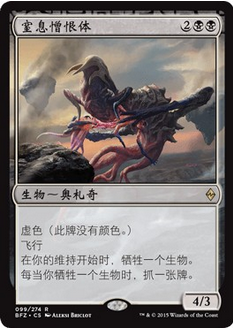 窒息憎恨体 2
生物～奥札奇
虚色（此牌没有颜色。）
飞行
在你的维持开始时，牺牲一个生物。
每当你牺牲一个生物时，抓一张牌。
4/3
099/274 R
BFZ • CS ALEKSI BRICLOT
™ & © 2015 Wizards of the Coast